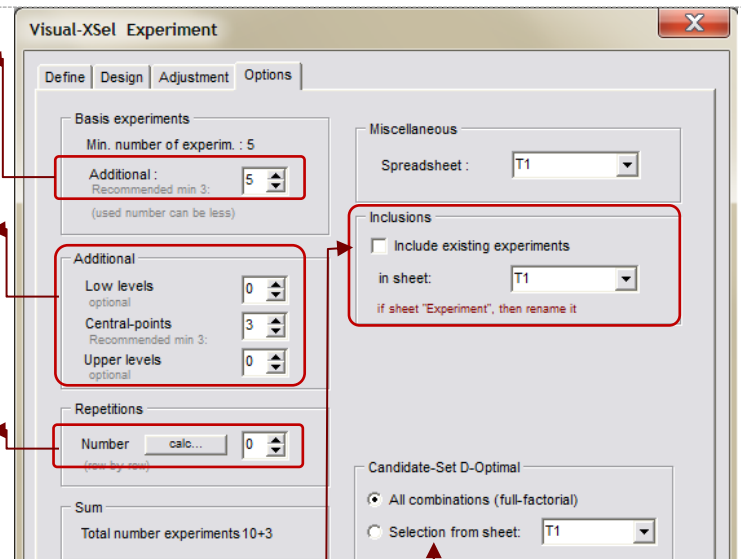 Visual-XSel Experiment
Define Design Adjustment Options
Basis experiments
Min. number of experim. : 5
Additional : 5
Recommended min 3:
(used number can be less)
Additional
Low levels 0
optional
Central-points 3
Recommended min 3:
Upper levels 0
optional
Repetitions
Number calc... 0
(row by row)
Sum
Total number experiments 10+3
Miscellaneous
Spreadsheet : T1
Inclusions
Include existing experiments
in sheet: T1
if sheet "Experiment", then rename it
Candidate-Set D-Optimal
All combinations (full-factorial)
Selection from sheet: T1